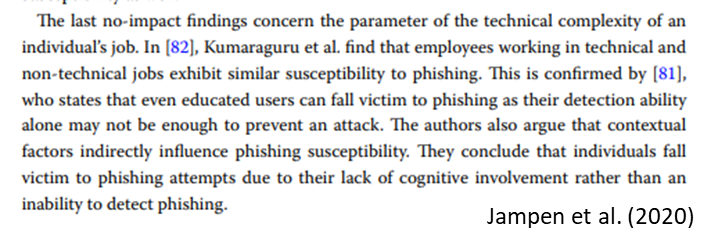 The last no-impact findings concern the parameter of the technical complexity of an
individual's job. In [82], Kumaraguru et al. find that employees working in technical and
non-technical jobs exhibit similar susceptibility to phishing. This is confirmed by [81],
who states that even educated users can fall victim to phishing as their detection ability
alone may not be enough to prevent an attack. The authors also argue that contextual
factors indirectly influence phishing susceptibility. They conclude that individuals fall
victim to phishing attempts due to their lack of cognitive involvement rather than an
inability to detect phishing.
Jampen et al. (2020)